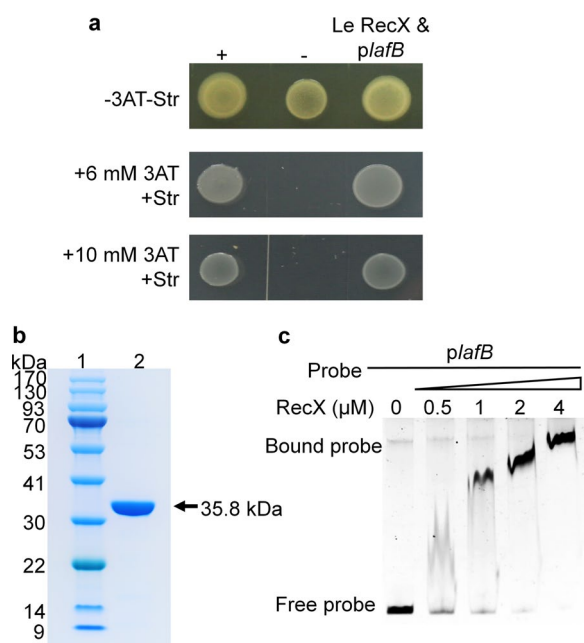 a
Le RecX &
+ - plafB
-3AT-Str
+6 mM 3AT
+Str
+10 mM 3AT
+Str
b
kDa 1 2
170
130
93
70
53
41
30
22
14
9
35.8 kDa
c
plafB
Probe
RecX (µM) 0 0.5 1 2 4
Bound probe
Free probe